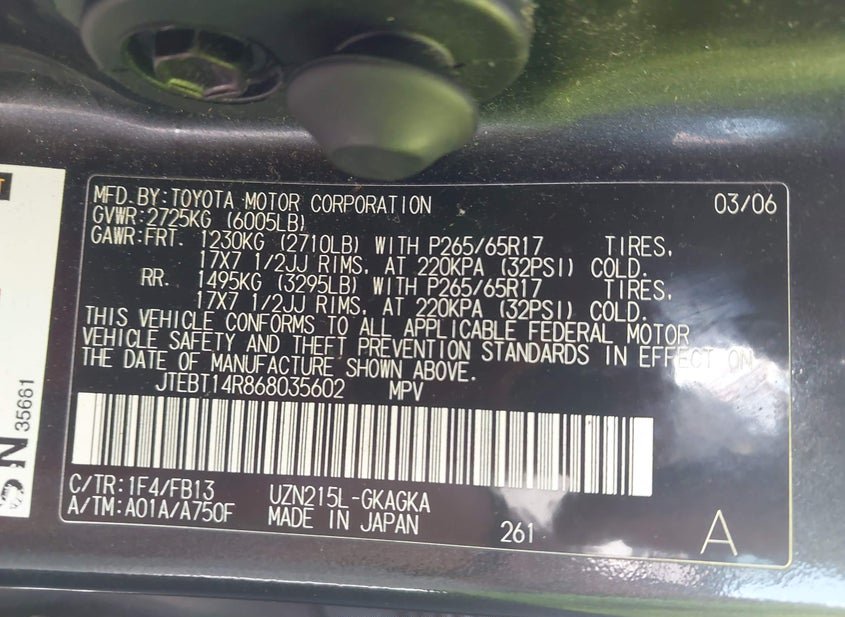 MFD. BY: TOYOTA MOTOR CORPORATION 03/06
GVWR: 2725KG (6005LB)
GAWR: FRT. 1230KG (2710LB) WITH P265/65R17 TIRES,
17X7 1/2JJ RIMS, AT 220KPA (32PSI) COLD.
RR. 1495KG (3295LB) WITH P265/65R17 TIRES,
17X7 1/2JJ RIMS, AT 220KPA (32PSI) COLD.
THIS VEHICLE CONFORMS TO ALL APPLICABLE FEDERAL MOTOR
VEHICLE SAFETY AND THEFT PREVENTION STANDARDS IN EFFECT ON
THE DATE OF MANUFACTURE SHOWN ABOVE.
JTEBT14R868035602 MPV
C/TR: 1F4/FB13 UZN215L-GKAGKA
A/TM: A01A/A750F MADE IN JAPAN 261 A
35661